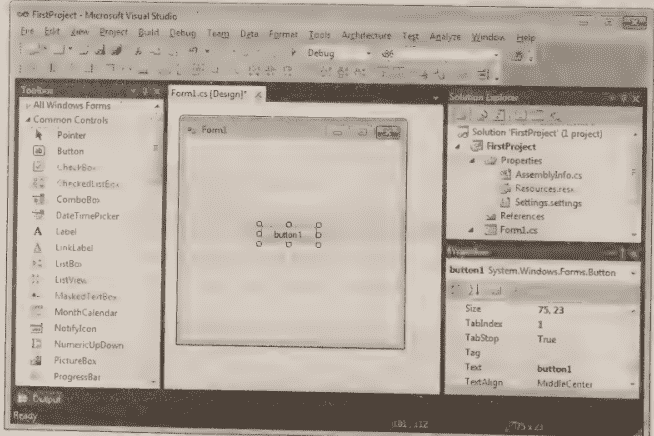 FirstProject - Microsoft Visual Studio
File Edit View Project Build Debug Team Data Format Tools Architecture Test Analyze Window Help
Debug x86
Toolbox
All Windows Forms
Common Controls
Pointer
Button
CheckBox
CheckedListBox
ComboBox
DateTimePicker
Label
LinkLabel
ListBox
ListView
MaskedTextBox
MonthCalendar
NotifyIcon
NumericUpDown
PictureBox
ProgressBar
Form1.cs [Design]*
Form1
button1
Solution Explorer
Solution 'FirstProject' (1 project)
FirstProject
Properties
AssemblyInfo.cs
Resources.resx
Settings.settings
References
Form1.cs
Properties
button1 System.Windows.Forms.Button
Size 75, 23
TabIndex 1
TabStop True
Tag
Text button1
TextAlign MiddleCenter
Output
Ready 75 x 23